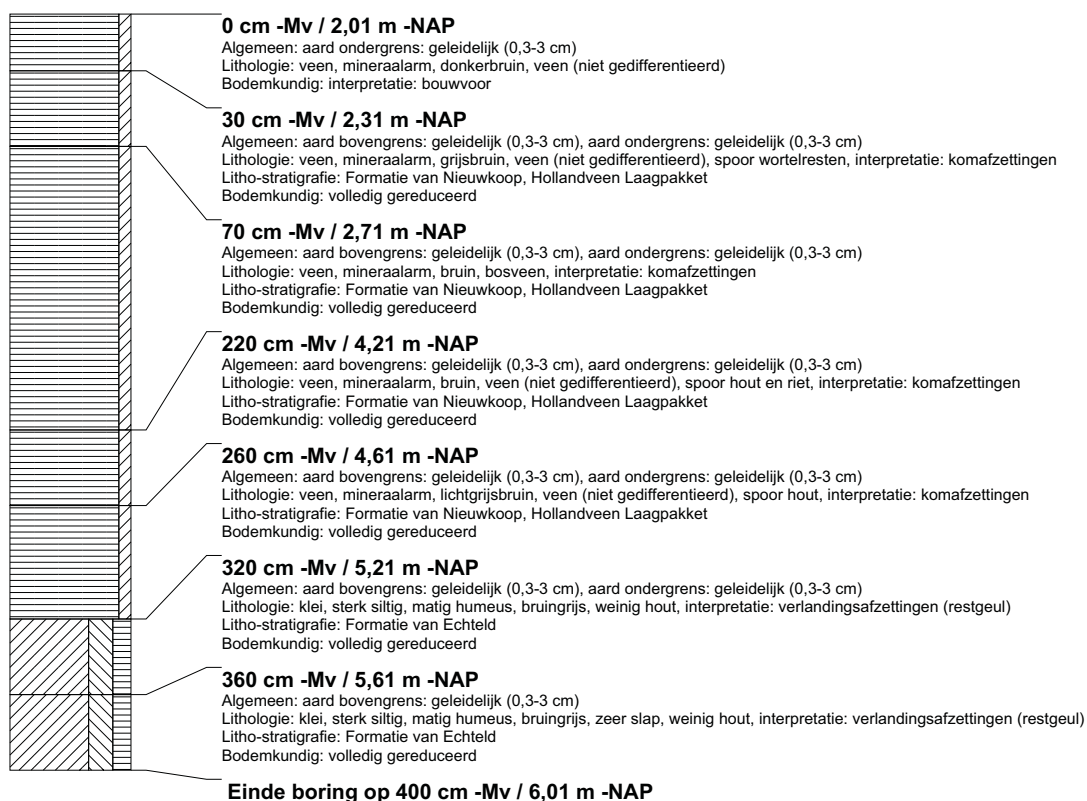 0 cm -Mv / 2,01 m -NAP
Algemeen: aard ondergrens: geleidelijk (0,3-3 cm)
Lithologie: veen, mineraalarm, donkerbruin, veen (niet gedifferentieerd)
Bodemkundig: interpretatie: bouwvoor
30 cm -Mv / 2,31 m -NAP
Algemeen: aard bovengrens: geleidelijk (0,3-3 cm), aard ondergrens: geleidelijk (0,3-3 cm)
Lithologie: veen, mineraalarm, grijsbruin, veen (niet gedifferentieerd), spoor wortelresten, interpretatie: komafzettingen
Litho-stratigrafie: Formatie van Nieuwkoop, Hollandveen Laagpakket
Bodemkundig: volledig gereduceerd
70 cm -Mv / 2,71 m -NAP
Algemeen: aard bovengrens: geleidelijk (0,3-3 cm), aard ondergrens: geleidelijk (0,3-3 cm)
Lithologie: veen, mineraalarm, bruin, bosveen, interpretatie: komafzettingen
Litho-stratigrafie: Formatie van Nieuwkoop, Hollandveen Laagpakket
Bodemkundig: volledig gereduceerd
220 cm -Mv / 4,21 m -NAP
Algemeen: aard bovengrens: geleidelijk (0,3-3 cm), aard ondergrens: geleidelijk (0,3-3 cm)
Lithologie: veen, mineraalarm, bruin, veen (niet gedifferentieerd), spoor hout en riet, interpretatie: komafzettingen
Litho-stratigrafie: Formatie van Nieuwkoop, Hollandveen Laagpakket
Bodemkundig: volledig gereduceerd
260 cm -Mv / 4,61 m -NAP
Algemeen: aard bovengrens: geleidelijk (0,3-3 cm), aard ondergrens: geleidelijk (0,3-3 cm)
Lithologie: veen, mineraalarm, lichtgrijsbruin, veen (niet gedifferentieerd), spoor hout, interpretatie: komafzettingen
Litho-stratigrafie: Formatie van Nieuwkoop, Hollandveen Laagpakket
Bodemkundig: volledig gereduceerd
320 cm -Mv / 5,21 m -NAP
Algemeen: aard bovengrens: geleidelijk (0,3-3 cm), aard ondergrens: geleidelijk (0,3-3 cm)
Lithologie: klei, sterk siltig, matig humeus, bruingrijs, weinig hout, interpretatie: verlandingsafzettingen (restgeul)
Litho-stratigrafie: Formatie van Echteld
Bodemkundig: volledig gereduceerd
360 cm -Mv / 5,61 m -NAP
Algemeen: aard bovengrens: geleidelijk (0,3-3 cm)
Lithologie: klei, sterk siltig, matig humeus, bruingrijs, zeer slap, weinig hout, interpretatie: verlandingsafzettingen (restgeul)
Litho-stratigrafie: Formatie van Echteld
Bodemkundig: volledig gereduceerd
Einde boring op 400 cm -Mv / 6,01 m -NAP